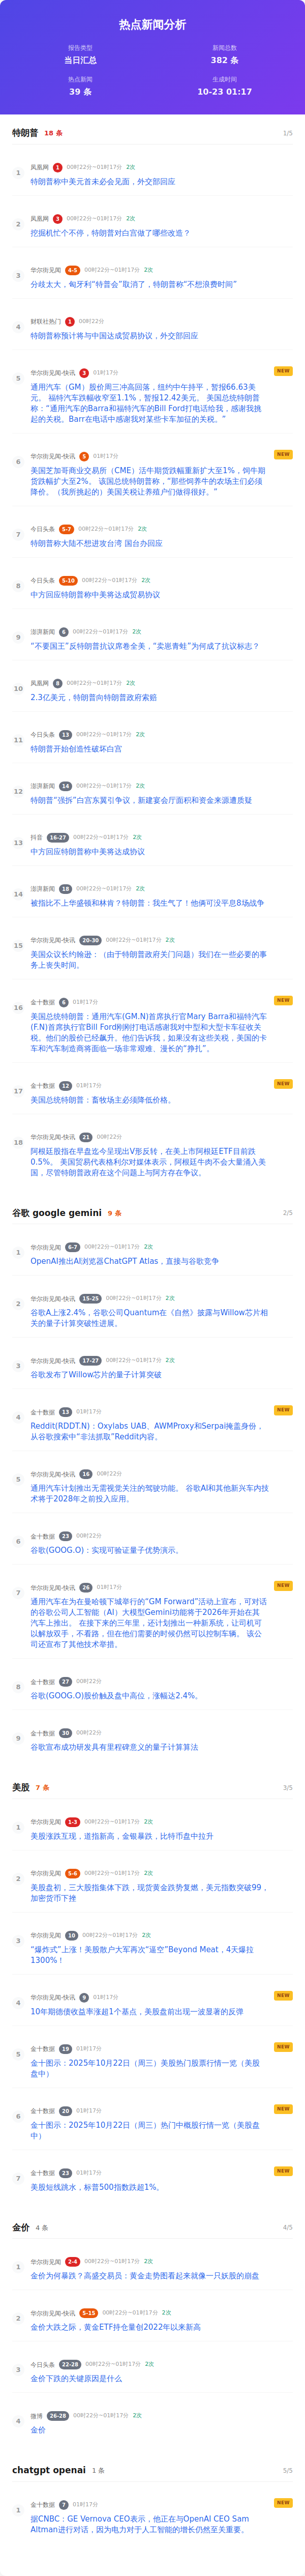 热点新闻分析
报告类型
新闻总数
当日汇总
382 条
热点新闻
生成时间
39 条
10-23 01:17
特朗普 18 条 1/5
1
凤凰网 1 00时22分~01时17分 2次
特朗普称中美元首未必会见面，外交部回应
2
凤凰网 3 00时22分~01时17分 2次
挖掘机忙个不停，特朗普对白宫做了哪些改造？
3
华尔街见闻 4-5 00时22分~01时17分 2次
分歧太大，匈牙利“特普会”取消了，特朗普称“不想浪费时间”
4
财联社热门 1 00时22分
特朗普称预计将与中国达成贸易协议，外交部回应
5
华尔街见闻-快讯 3 01时17分 NEW
通用汽车（GM）股价周三冲高回落，纽约中午持平，暂报66.63
美元。 福特汽车跌幅收窄至1.1%，暂报12.42美元。 美国总统特朗普
称：“通用汽车的Barra和福特汽车的Bill Ford打电话给我，感谢我挑
起的关税。Barr在电话中感谢我对某些卡车加征的关税。”
6
华尔街见闻-快讯 5 01时17分 NEW
美国芝加哥商业交易所（CME）活牛期货跌幅重新扩大至1%，饲牛期
货跌幅扩大至2%。 该国总统特朗普称，“那些饲养牛的农场主们必须
降价。（我所挑起的）美国关税让养殖户们做得很好。”
7
今日头条 5-7 00时22分~01时17分 2次
特朗普称大陆不想进攻台湾 国台办回应
8
今日头条 5-10 00时22分~01时17分 2次
中方回应特朗普称中美将达成贸易协议
9
澎湃新闻 6 00时22分~01时17分 2次
“不要国王”反特朗普抗议席卷全美，“卖恩青蛙”为何成了抗议标志？
10
凤凰网 8 00时22分~01时17分 2次
2.3亿美元，特朗普向特朗普政府索赔
11
今日头条 13 00时22分~01时17分 2次
特朗普开始创造性破坏白宫
12
澎湃新闻 14 00时22分~01时17分 2次
特朗普“强拆”白宫东翼引争议，新建宴会厅面积和资金来源遭质疑
13
抖音 16-27 00时22分~01时17分 2次
中方回应特朗普称中美将达成协议
14
澎湃新闻 18 00时22分~01时17分 2次
被指比不上华盛顿和林肯？特朗普：我生气了！他俩可没平息8场战争
15
华尔街见闻-快讯 20-30 00时22分~01时17分 2次
美国众议长约翰逊：（由于特朗普政府关门问题）我们在一些必要的事
务上丧失时间。
16
金十数据 6 01时17分 NEW
美国总统特朗普：通用汽车(GM.N)首席执行官Mary Barra和福特汽车
(F.N)首席执行官Bill Ford刚刚打电话感谢我对中型和大型卡车征收关
税。他们的股价已经飙升。他们告诉我，如果没有这些关税，美国的卡
车和汽车制造商将面临一场非常艰难、漫长的“挣扎”。
17
金十数据 12 01时17分 NEW
美国总统特朗普：畜牧场主必须降低价格。
18
华尔街见闻-快讯 21 00时22分
阿根廷股指在早盘迄今呈现出V形反转，在美上市阿根廷ETF目前跌
0.5%。 美国贸易代表格利尔对媒体表示，阿根廷牛肉不会大量涌入美
国，尽管特朗普政府在这个问题上与阿方存在争议。
谷歌 google gemini 9 条 2/5
1
华尔街见闻 6-7 00时22分~01时17分 2次
OpenAI推出AI浏览器ChatGPT Atlas，直接与谷歌竞争
2
华尔街见闻-快讯 15-25 00时22分~01时17分 2次
谷歌A上涨2.4%，谷歌公司Quantum在《自然》披露与Willow芯片相
关的量子计算突破性进展。
3
华尔街见闻-快讯 17-27 00时22分~01时17分 2次
谷歌发布了Willow芯片的量子计算突破
4
金十数据 13 01时17分 NEW
Reddit(RDDT.N)：Oxylabs UAB、AWMProxy和Serpai掩盖身份，
从谷歌搜索中“非法抓取”Reddit内容。
5
华尔街见闻-快讯 16 00时22分
通用汽车计划推出无需视觉关注的驾驶功能。 谷歌AI和其他新兴车内技
术将于2028年之前投入应用。
6
金十数据 23 00时22分
谷歌(GOOG.O)：实现可验证量子优势演示。
7
华尔街见闻-快讯 26 01时17分 NEW
通用汽车在为在曼哈顿下城举行的“GM Forward”活动上宣布，可对话
的谷歌公司人工智能（AI）大模型Gemini功能将于2026年开始在其
汽车上推出。 在接下来的三年里，还计划推出一种新系统，让司机可
以解放双手，不看路，但在他们需要的时候仍然可以控制车辆。 该公
司还宣布了其他技术举措。
8
金十数据 27 00时22分
谷歌(GOOG.O)股价触及盘中高位，涨幅达2.4%。
9
金十数据 30 00时22分
谷歌宣布成功研发具有里程碑意义的量子计算算法
美股 7 条 3/5
1
华尔街见闻 1-3 00时22分~01时17分 2次
美股涨跌互现，道指新高，金银暴跌，比特币盘中拉升
2
华尔街见闻 5-6 00时22分~01时17分 2次
美股盘初，三大股指集体下跌，现货黄金跌势复燃，美元指数突破99，
加密货币下挫
3
华尔街见闻 10 00时22分~01时17分 2次
“爆炸式”上涨！美股散户大军再次“逼空”Beyond Meat，4天爆拉
1300%！
4
华尔街见闻-快讯 9 01时17分 NEW
10年期德债收益率涨超1个基点，美股盘前出现一波显著的反弹
5
金十数据 19 01时17分 NEW
金十图示：2025年10月22日（周三）美股热门股票行情一览（美股
盘中）
6
金十数据 20 01时17分 NEW
金十图示：2025年10月22日（周三）热门中概股行情一览（美股盘
中）
7
金十数据 23 01时17分 NEW
美股短线跳水，标普500指数跌超1%。
金价 4 条 4/5
1
华尔街见闻 2-4 00时22分~01时17分 2次
金价为何暴跌？高盛交易员：黄金走势图看起来就像一只妖股的崩盘
2
华尔街见闻-快讯 5-15 00时22分~01时17分 2次
金价大跌之际，黄金ETF持仓量创2022年以来新高
3
今日头条 22-28 00时22分~01时17分 2次
金价下跌的关键原因是什么
4
微博 26-28 00时22分~01时17分 2次
金价
chatgpt openai 1 条 5/5
1
金十数据 7 01时17分 NEW
据CNBC：GE Vernova CEO表示，他正在与OpenAI CEO Sam
Altman进行对话，因为电力对于人工智能的增长仍然至关重要。